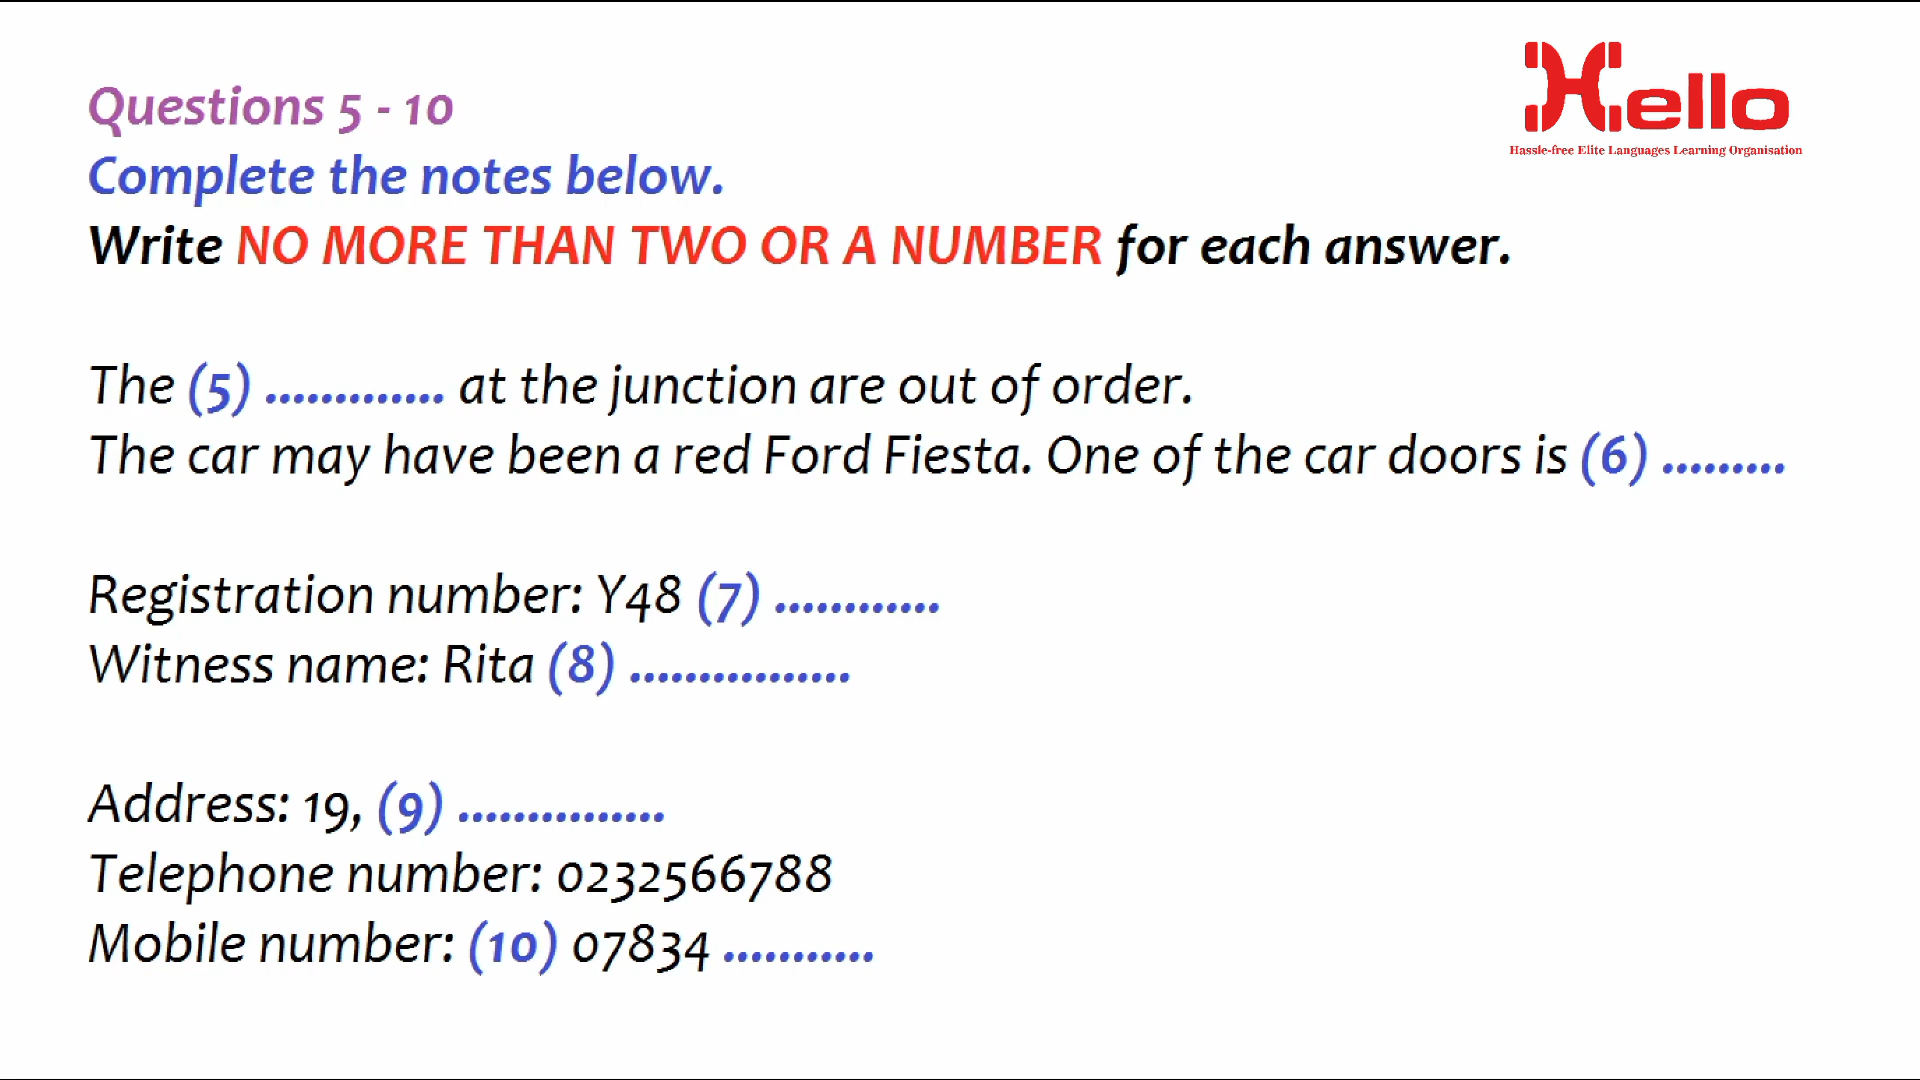 Hello
Hassle-free Elite Languages Learning Organisation
Questions 5 - 10
Complete the notes below.
Write NO MORE THAN TWO OR A NUMBER for each answer.
The (5) ............. at the junction are out of order.
The car may have been a red Ford Fiesta. One of the car doors is (6) .........
Registration number: Y48 (7) ............
Witness name: Rita (8) ................
Address: 19, (9) ...............
Telephone number: 0232566788
Mobile number: (10) 07834 ...........